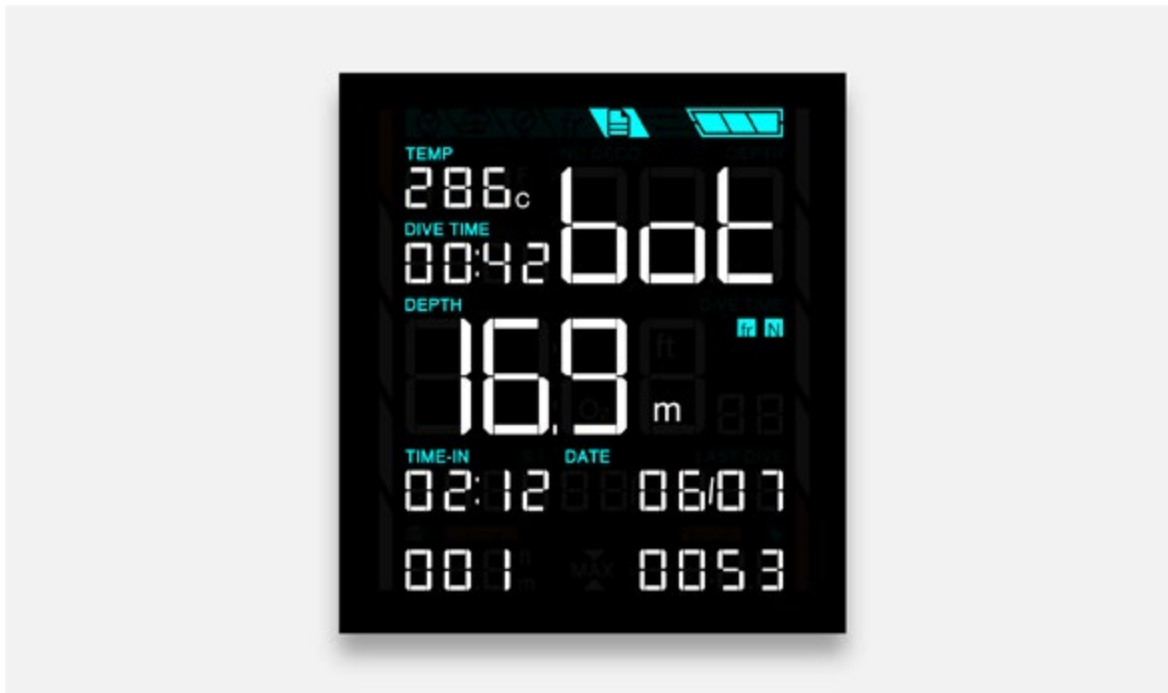 TEMP
286c bot
DIVE TIME
00:42
DEPTH
fr N
16.9 m
TIME-IN DATE
02:12 06/07
001 0053